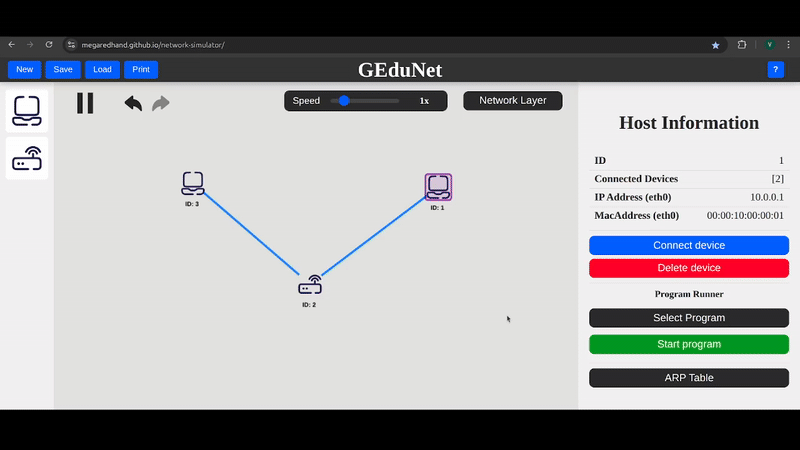 megaredhand.github.io/network-simulator/
V
New Save Load Print
GEduNet
?
Speed 1x
Network Layer
ID: 3
ID: 1
ID: 2
Host Information
ID 1
Connected Devices [2]
IP Address (eth0) 10.0.0.1
MacAddress (eth0) 00:00:10:00:00:01
Connect device
Delete device
Program Runner
Select Program
Start program
ARP Table